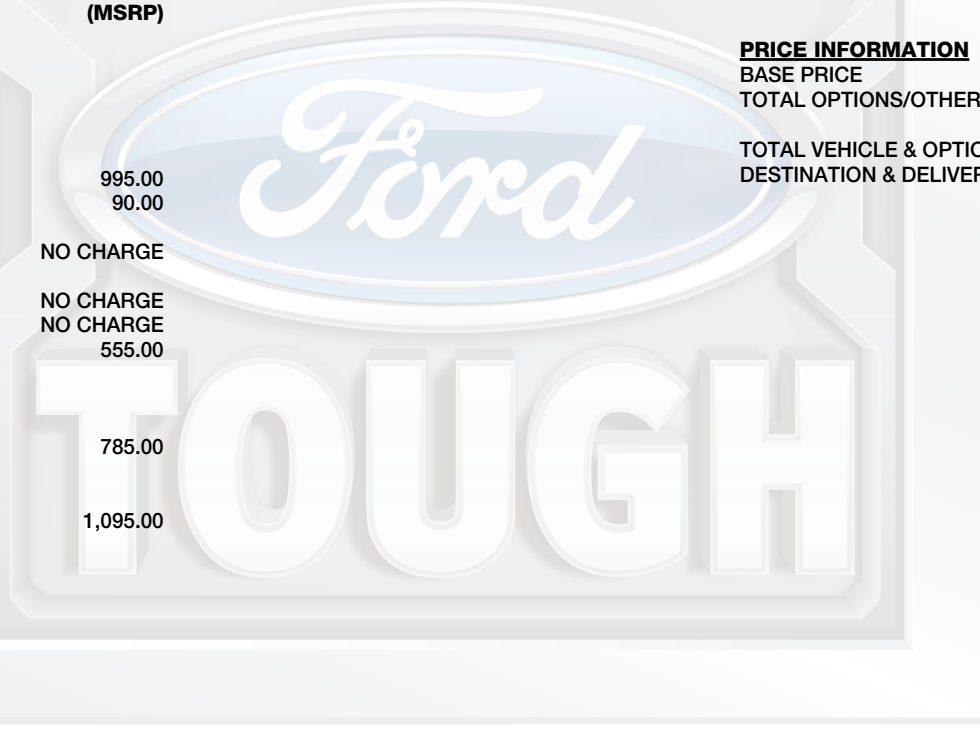 (MSRP)
995.00
90.00
NO CHARGE
NO CHARGE
NO CHARGE
555.00
785.00
1,095.00
PRICE INFORMATION
BASE PRICE
TOTAL OPTIONS/OTHER
TOTAL VEHICLE & OPTIO
DESTINATION & DELIVER
Ford
TOUGH